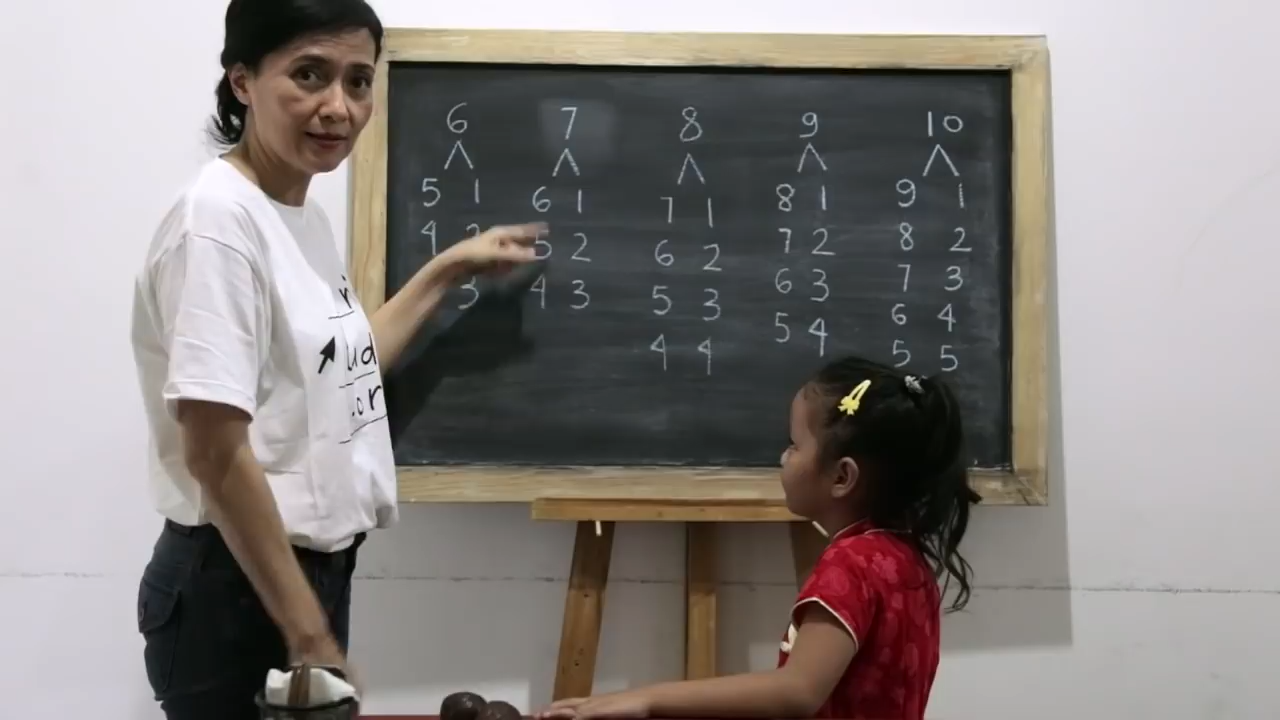 6 7 8 9 10
5 1 6 1 7 1 8 1 9 1
4 2 5 2 6 2 7 2 8 2
3 4 3 5 3 6 3 7 3
4 4 5 4 6 4
5 5